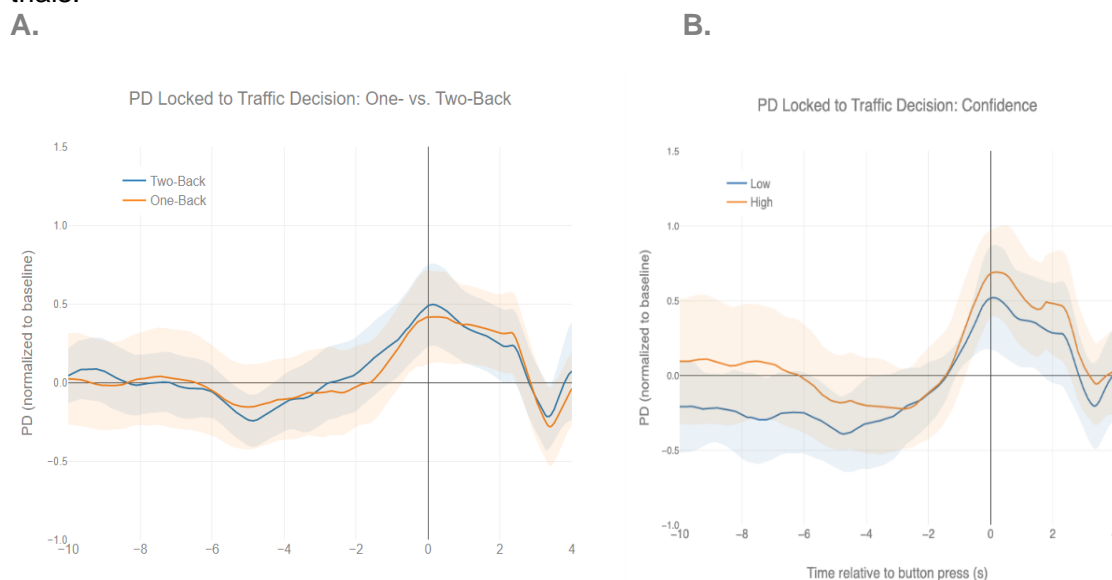 trials.
A.
B.
PD Locked to Traffic Decision: One- vs. Two-Back
PD (normalized to baseline)
1.5
1.0
0.5
0.0
−0.5
−1.0
−10
−8
−6
−4
−2
0
2
4
Two-Back
One-Back
PD Locked to Traffic Decision: Confidence
PD (normalized to baseline)
1.5
1.0
0.5
0.0
−0.5
−1.0
−10
−8
−6
−4
−2
0
2
Low
High
Time relative to button press (s)